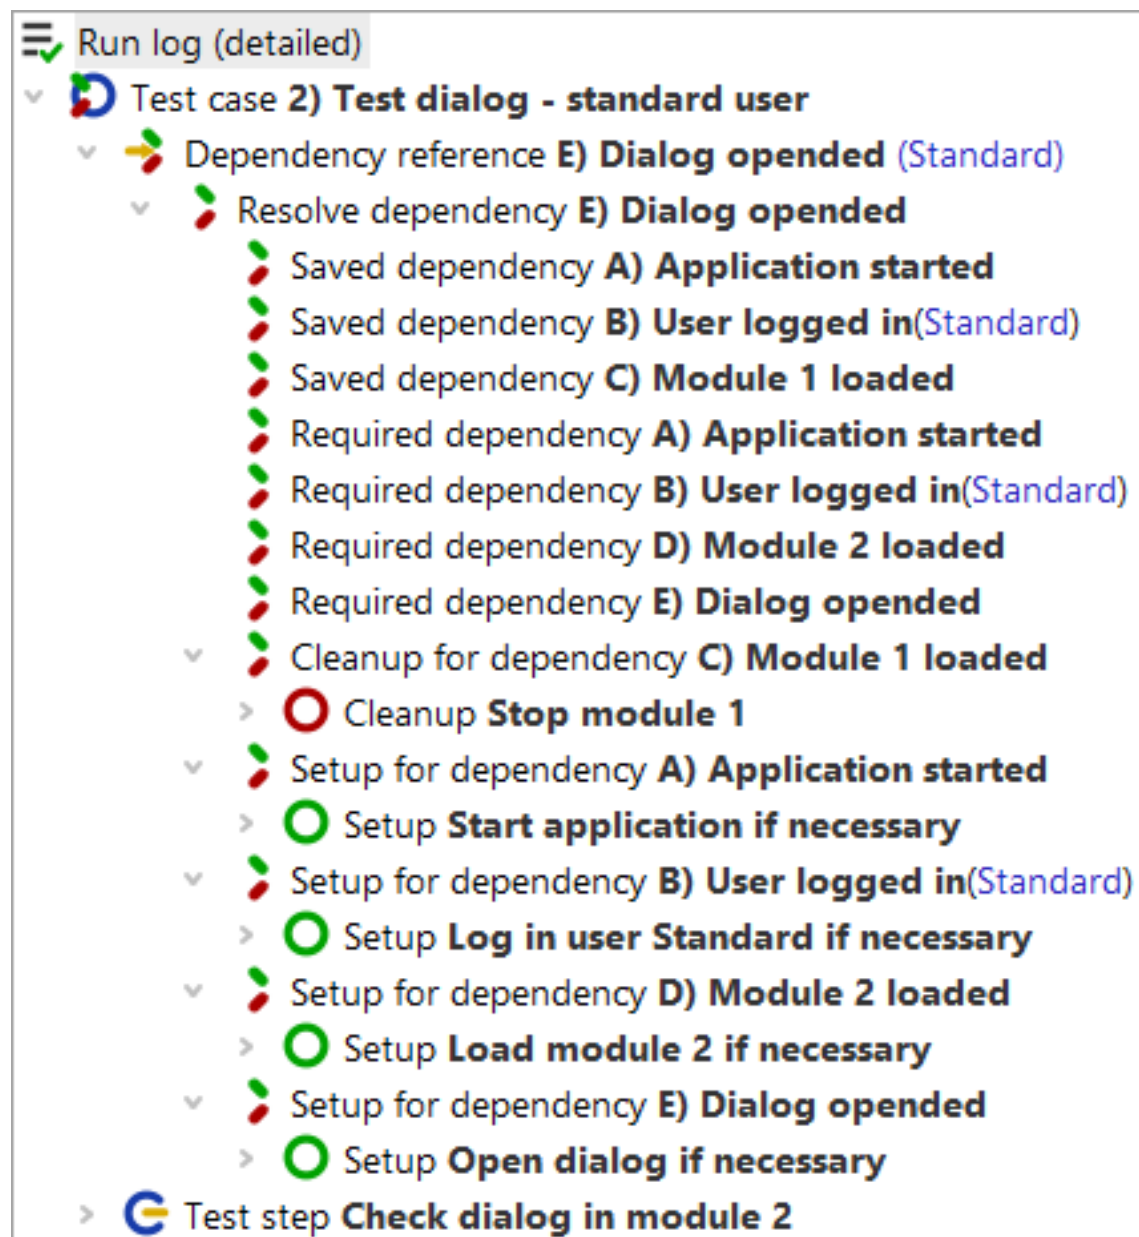 Run log (detailed)
Test case 2) Test dialog - standard user
Dependency reference E) Dialog opended (Standard)
Resolve dependency E) Dialog opended
Saved dependency A) Application started
Saved dependency B) User logged in(Standard)
Saved dependency C) Module 1 loaded
Required dependency A) Application started
Required dependency B) User logged in(Standard)
Required dependency D) Module 2 loaded
Required dependency E) Dialog opended
Cleanup for dependency C) Module 1 loaded
Cleanup Stop module 1
Setup for dependency A) Application started
Setup Start application if necessary
Setup for dependency B) User logged in(Standard)
Setup Log in user Standard if necessary
Setup for dependency D) Module 2 loaded
Setup Load module 2 if necessary
Setup for dependency E) Dialog opended
Setup Open dialog if necessary
Test step Check dialog in module 2